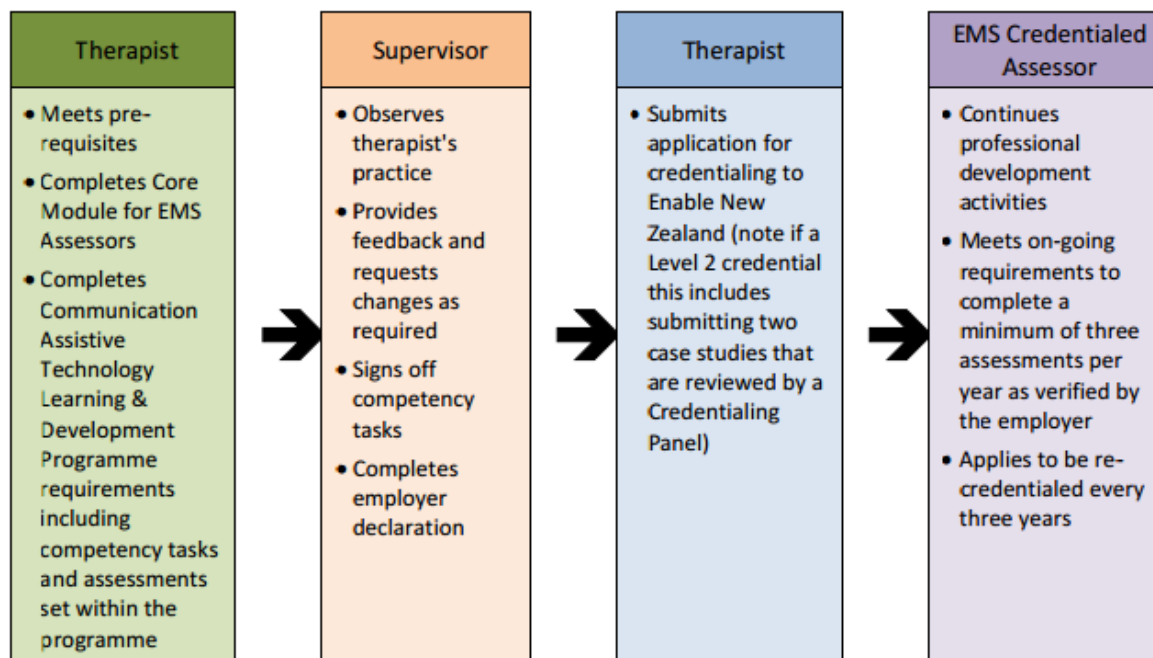 Therapist
• Meets pre-
requisites
• Completes Core
Module for EMS
Assessors
• Completes
Communication
Assistive
Technology
Learning &
Development
Programme
requirements
including
competency tasks
and assessments
set within the
programme
Supervisor
• Observes
therapist's
practice
• Provides
feedback and
requests
changes as
required
• Signs off
competency
tasks
• Completes
employer
declaration
Therapist
• Submits
application for
credentialing to
Enable New
Zealand (note if a
Level 2 credential
this includes
submitting two
case studies that
are reviewed by a
Credentialing
Panel)
EMS Credentialed
Assessor
• Continues
professional
development
activities
• Meets on-going
requirements to
complete a
minimum of three
assessments per
year as verified by
the employer
• Applies to be re-
credentialed every
three years